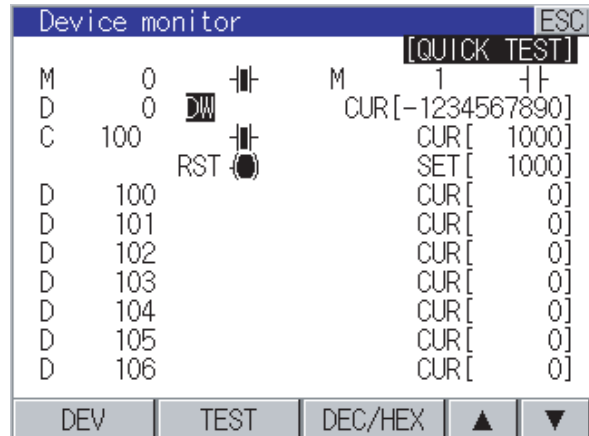 Device monitor ESC
[QUICK TEST]
M 0 M 1
D 0 DW CUR[-1234567890]
C 100 CUR[ 1000]
RST SET[ 1000]
D 100 CUR[ 0]
D 101 CUR[ 0]
D 102 CUR[ 0]
D 103 CUR[ 0]
D 104 CUR[ 0]
D 105 CUR[ 0]
D 106 CUR[ 0]
DEV TEST DEC/HEX ▲ ▼